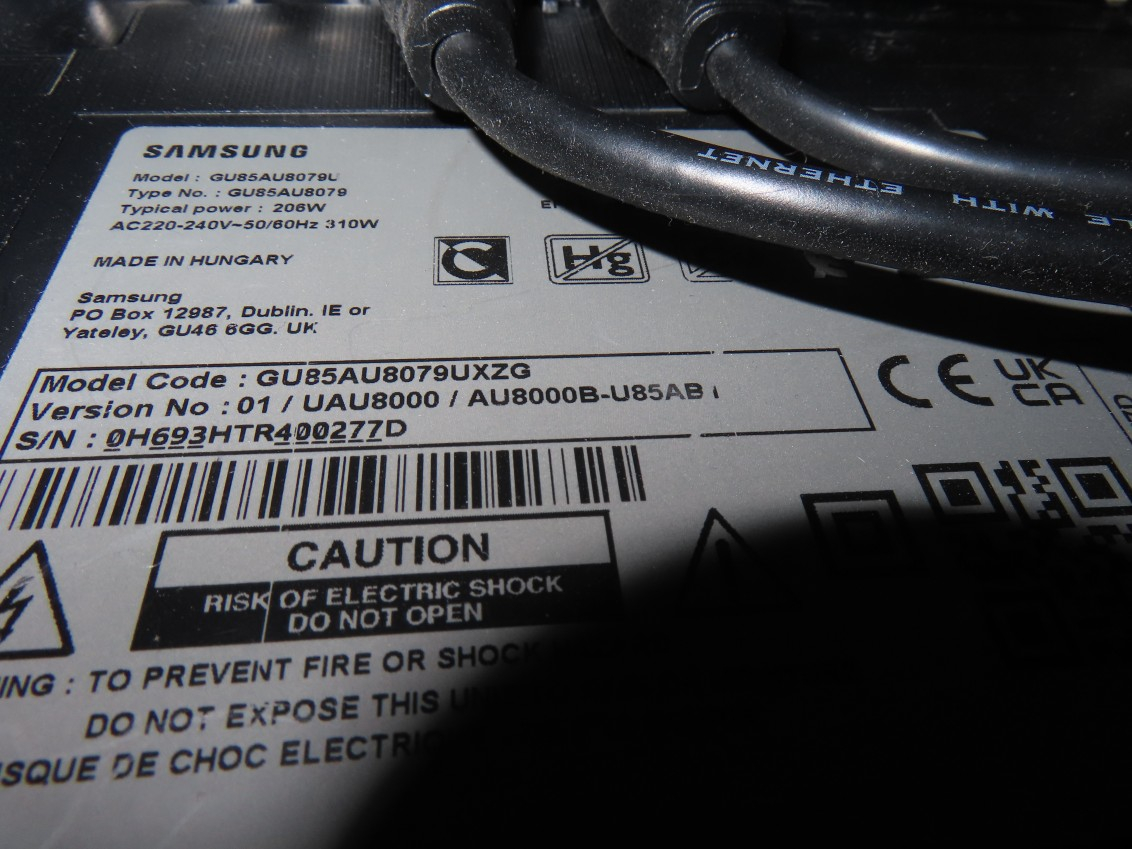 SAMSUNG
Model : GU85AU8079U
Type No. : GU85AU8079
Typical power : 206W
AC220-240V~50/60Hz 310W
MADE IN HUNGARY
Hg
Samsung
PO Box 12987, Dublin. IE or
Yateley, GU46 6GG. UK
Model Code : GU85AU8079UXZG
Version No : 01 / UAU8000 / AU8000B-U85AB
S/N : 0H693HTR400277D
CE UK
CA
CAUTION
RISK OF ELECTRIC SHOCK
DO NOT OPEN
TO PREVENT FIRE OR SHOCK
DO NOT EXPOSE THIS
DE CHOC
WITH ETHERNET